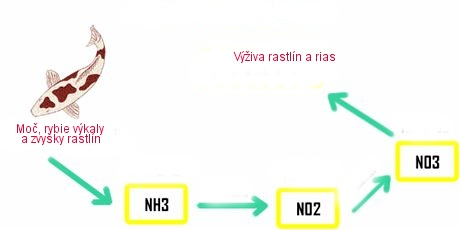 Výživa rastlín a rias
Moč, rybie výkaly
a zvyšky rastlín
NH3
NO2
NO3